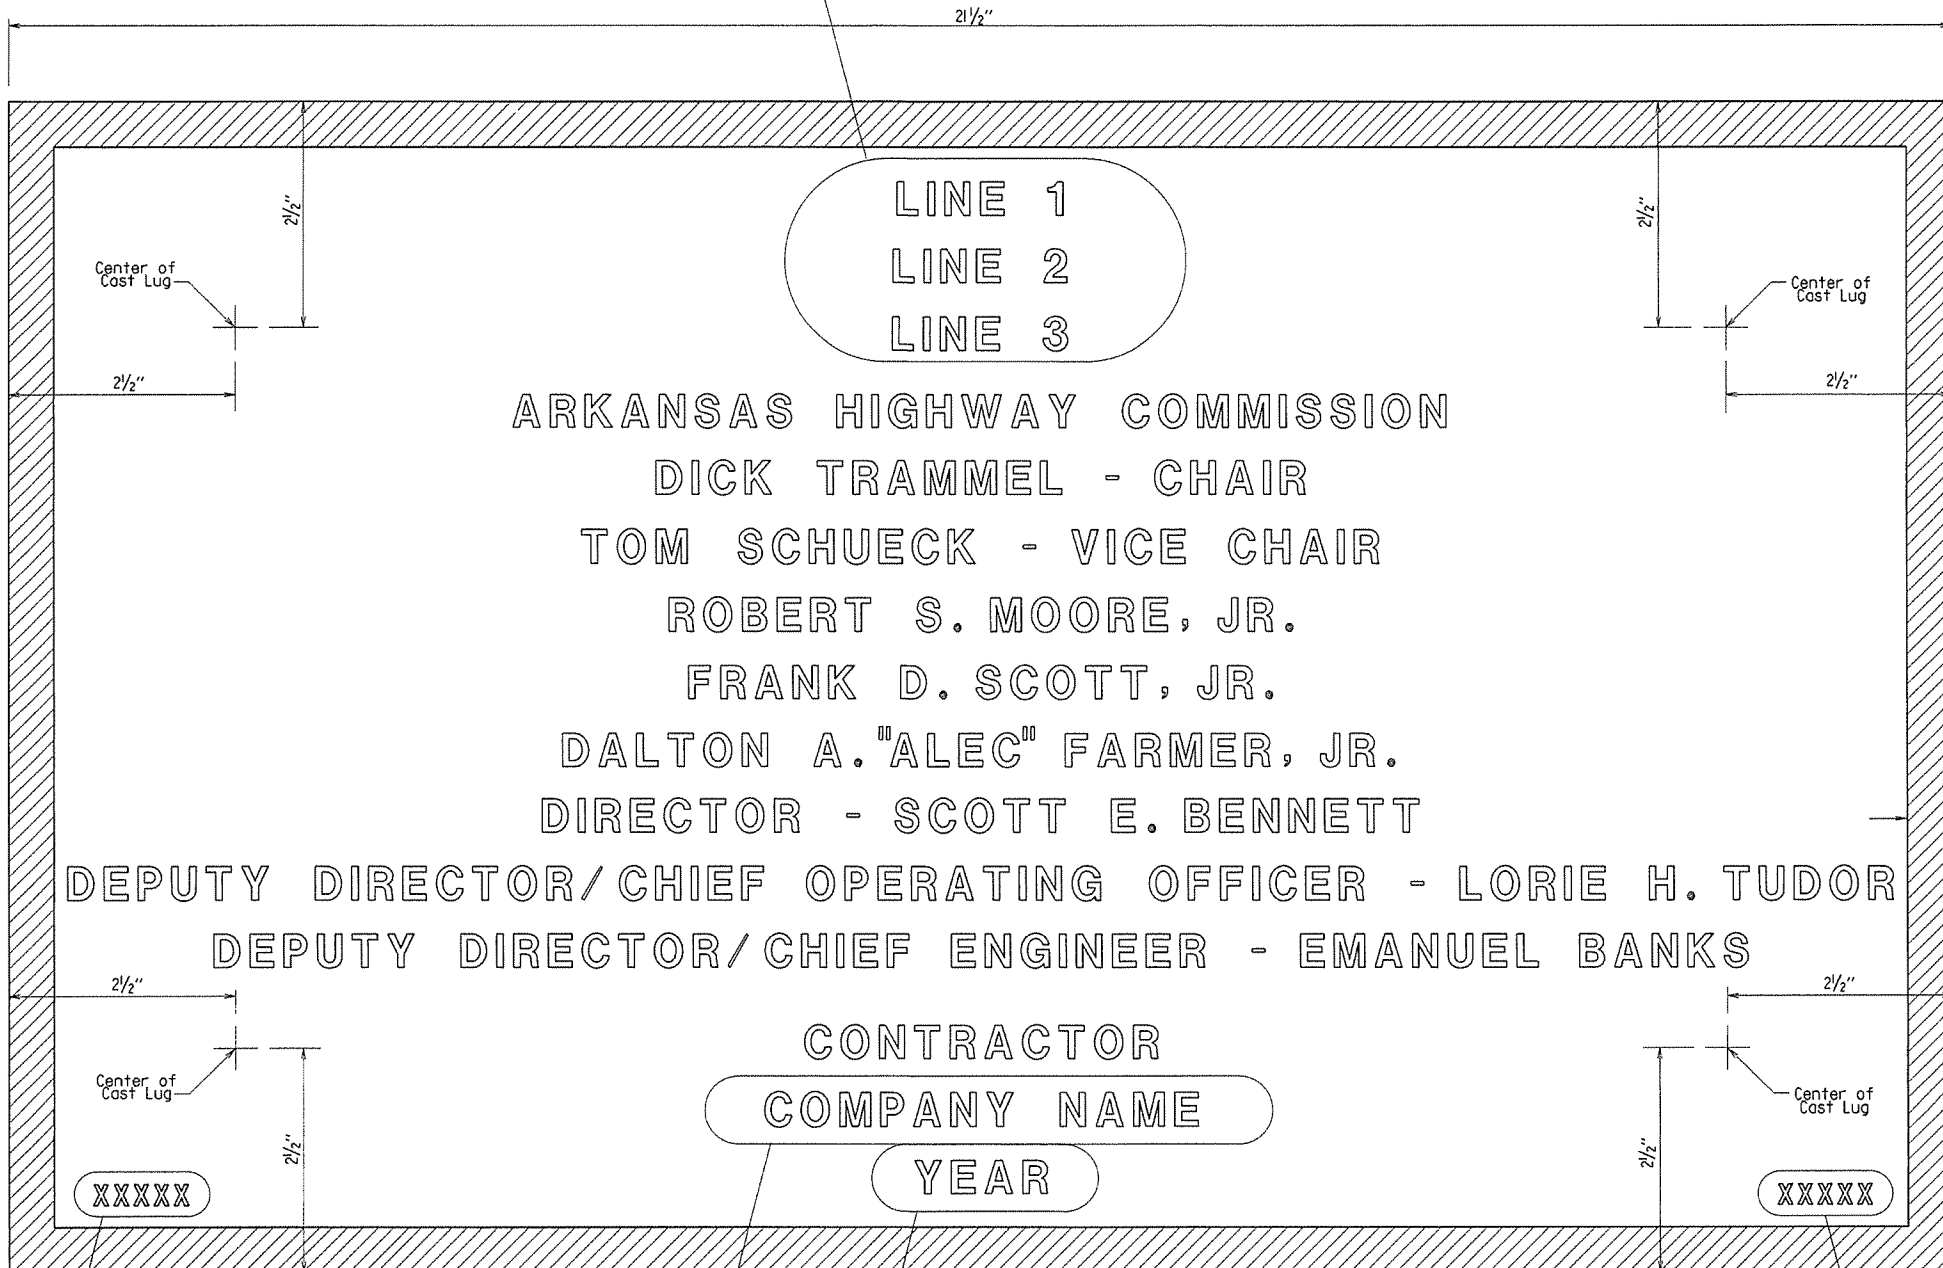 21½"
2½"
2½"
LINE 1
LINE 2
LINE 3
Center of
Cast Lug
Center of
Cast Lug
2½"
2½"
ARKANSAS HIGHWAY COMMISSION
DICK TRAMMEL - CHAIR
TOM SCHUECK - VICE CHAIR
ROBERT S. MOORE, JR.
FRANK D. SCOTT, JR.
DALTON A. "ALEC" FARMER, JR.
DIRECTOR - SCOTT E. BENNETT
DEPUTY DIRECTOR/CHIEF OPERATING OFFICER - LORIE H. TUDOR
DEPUTY DIRECTOR/CHIEF ENGINEER - EMANUEL BANKS
2½"
2½"
CONTRACTOR
Center of
Cast Lug
Center of
Cast Lug
COMPANY NAME
2½"
2½"
YEAR
XXXXX
XXXXX